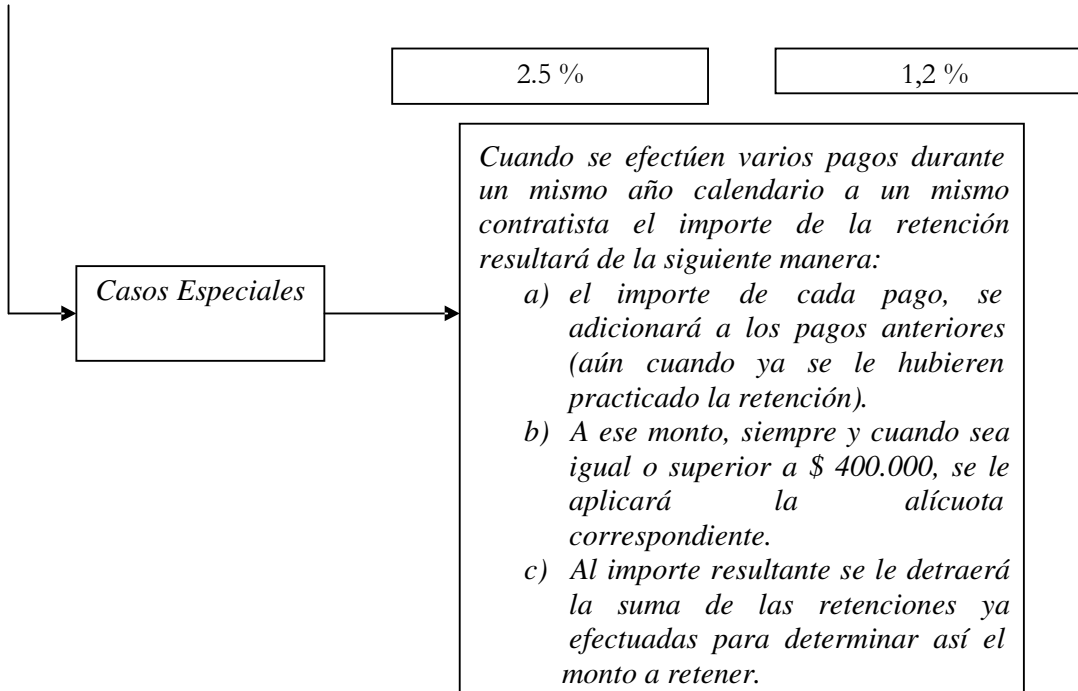 2.5 %
1,2 %
Cuando se efectúen varios pagos durante
un mismo año calendario a un mismo
contratista el importe de la retención
resultará de la siguiente manera:
Casos Especiales
a) el importe de cada pago, se
adicionará a los pagos anteriores
(aún cuando ya se le hubieren
practicado la retención).
b) A ese monto, siempre y cuando sea
igual o superior a $ 400.000, se le
aplicará la alícuota
correspondiente.
c) Al importe resultante se le detraerá
la suma de las retenciones ya
efectuadas para determinar así el
monto a retener.